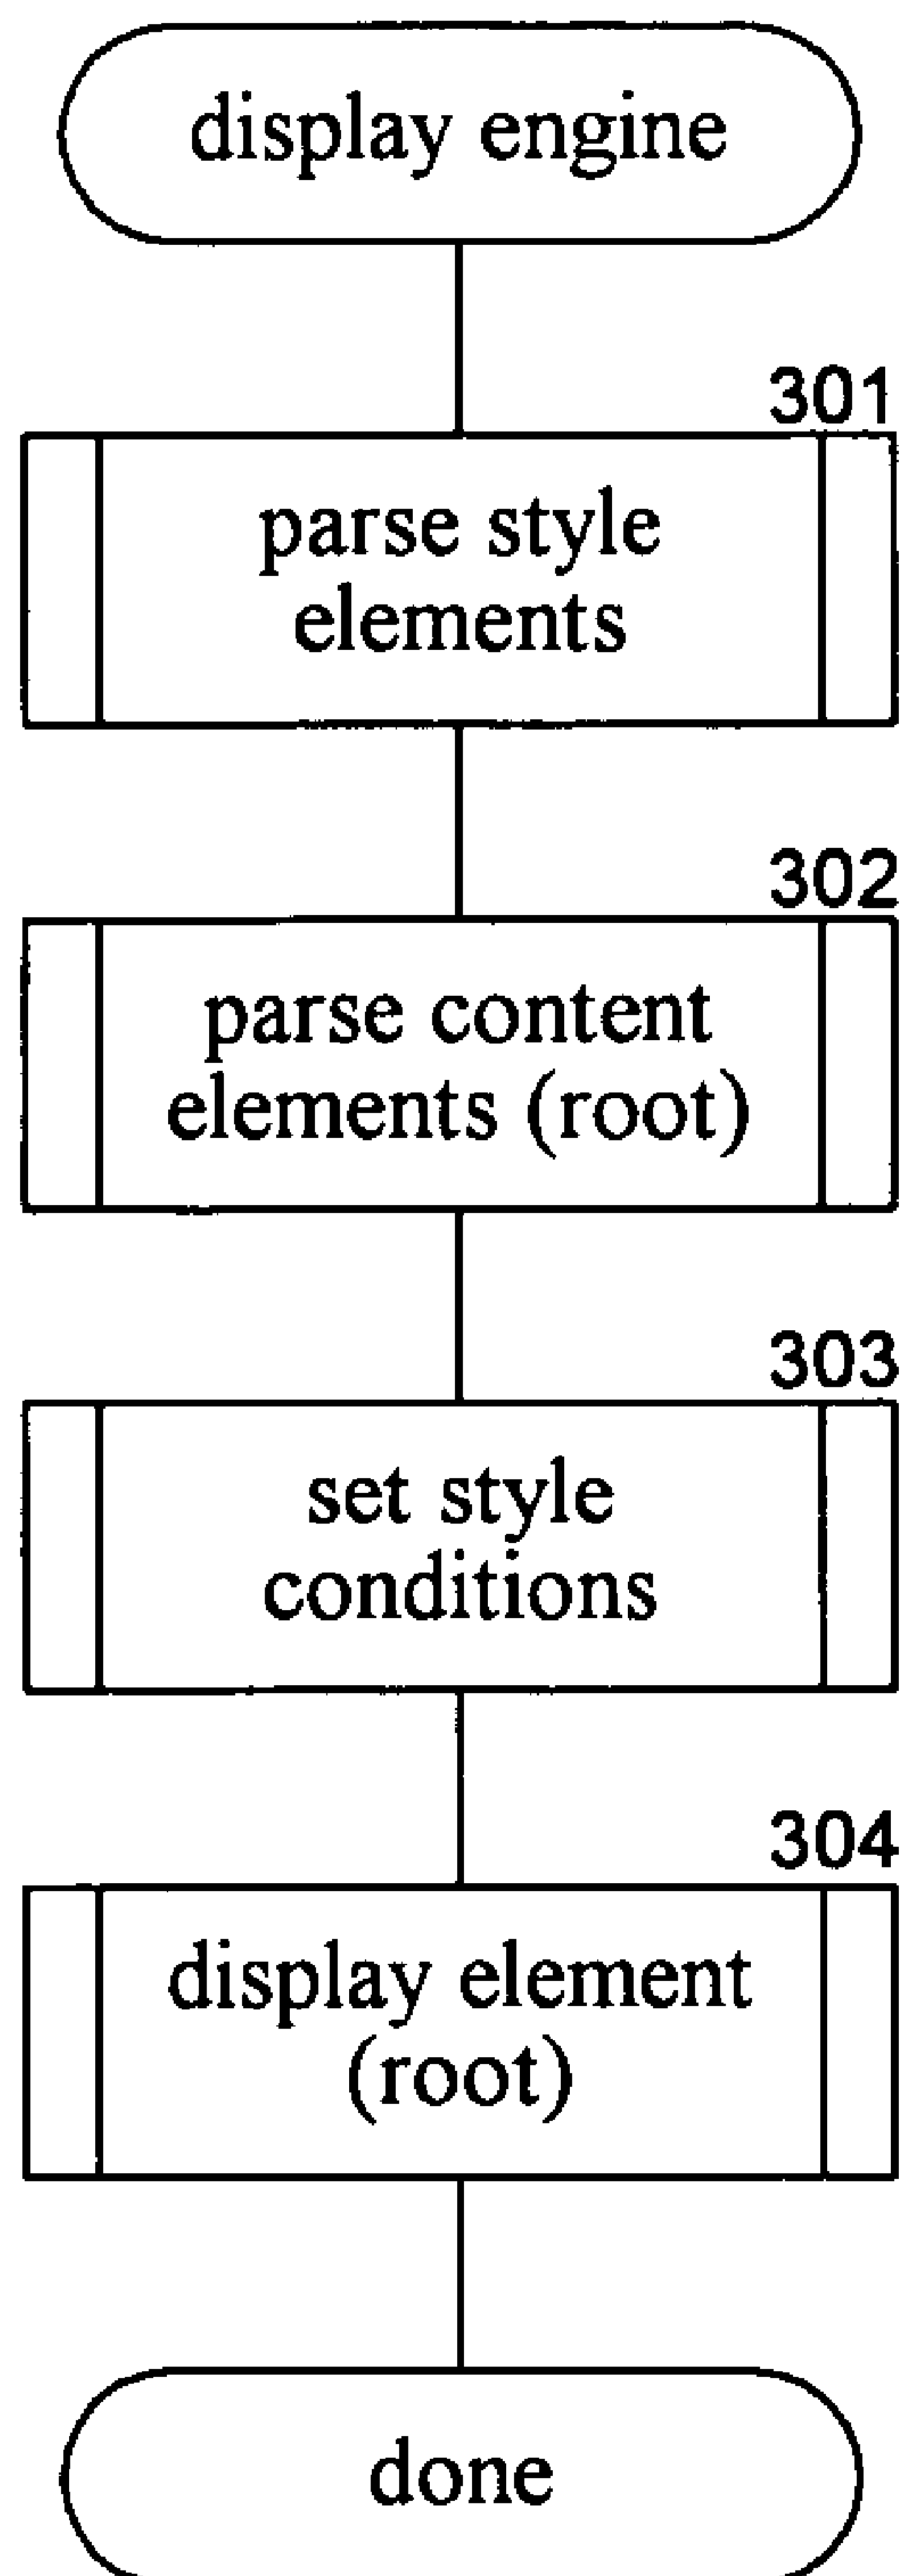 display engine
301
parse style
elements
302
parse content
elements (root)
303
set style
conditions
304
display element
(root)
done